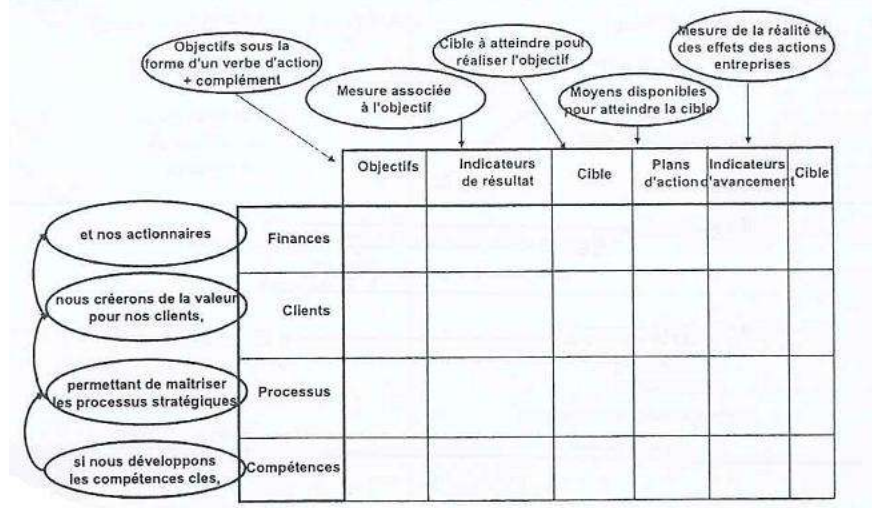 Objectifs sous la
forme d'un verbe d'action
+ complément
Mesure associée
à l'objectif
Cible à atteindre pour
réaliser l'objectif
Moyens disponibles
pour atteindre la cible
Mesure de la réalité et
des effets des actions
entreprises
Objectifs
Indicateurs
de résultat
Cible
Plans
d'action
Indicateurs
d'avancement
Cible
et nos actionnaires
Finances
nous créerons de la valeur
pour nos clients,
Clients
permettant de maîtriser
les processus stratégiques
Processus
si nous développons
les compétences cles,
Compétences